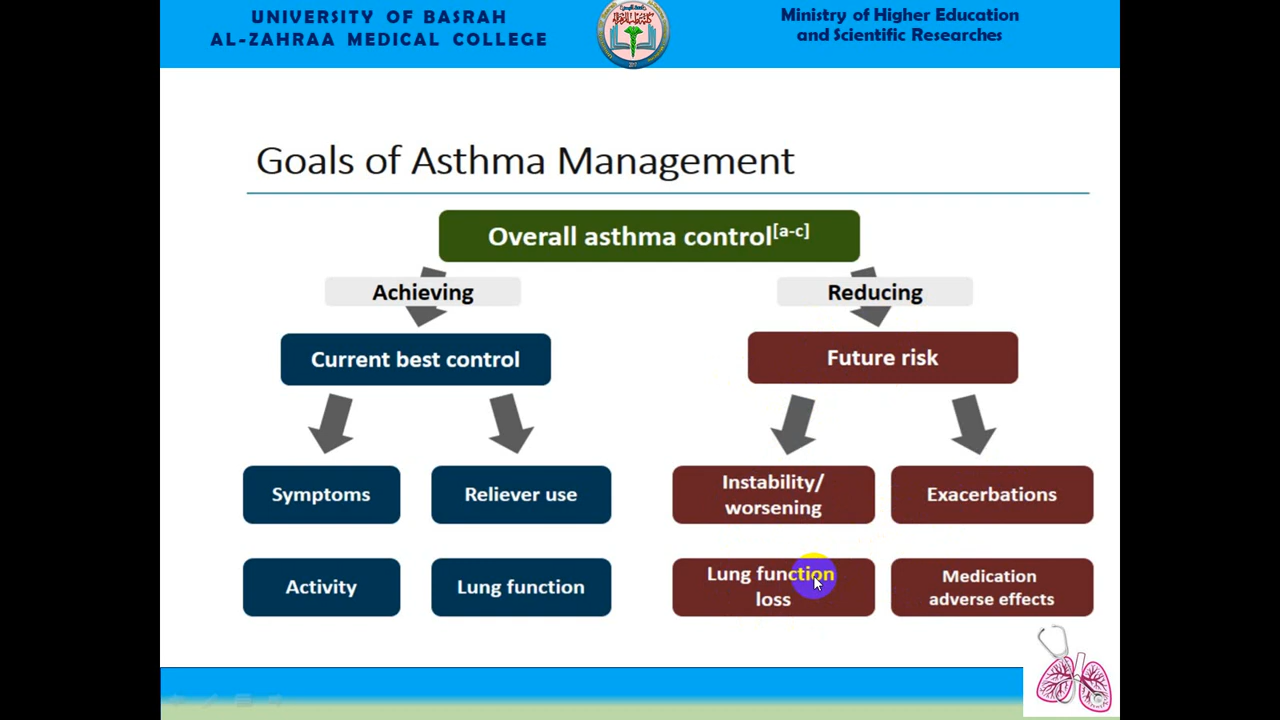 UNIVERSITY OF BASRAH
AL-ZAHRAA MEDICAL COLLEGE
Ministry of Higher Education
and Scientific Researches
Goals of Asthma Management
Overall asthma control[a-c]
Achieving
Reducing
Current best control
Future risk
Symptoms
Reliever use
Instability/
worsening
Exacerbations
Activity
Lung function
Lung function
loss
Medication
adverse effects